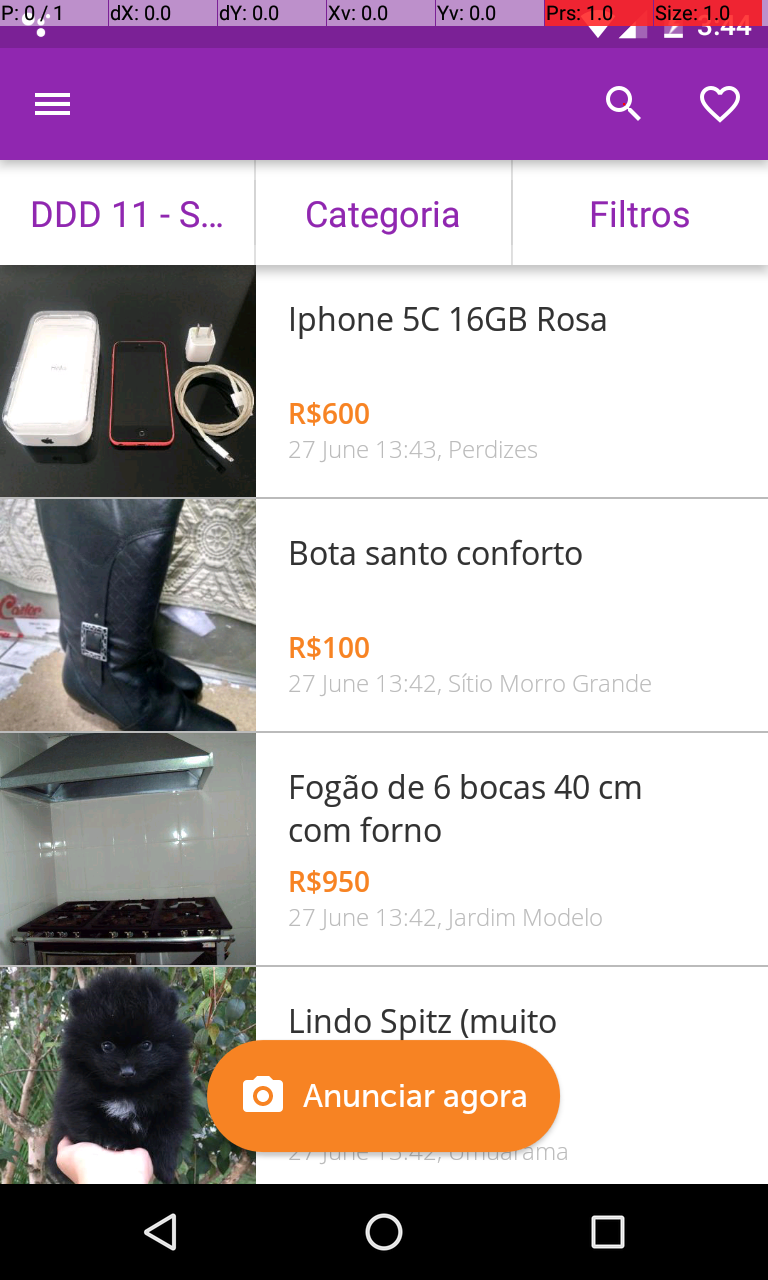 P: 0 / 1 dX: 0.0 dY: 0.0 Xv: 0.0 Yv: 0.0 Prs: 1.0 Size: 1.0
3:44
DDD 11 - S... Categoria Filtros
Iphone 5C 16GB Rosa
R$600
27 June 13:43, Perdizes
Bota santo conforto
R$100
27 June 13:42, Sítio Morro Grande
Fogão de 6 bocas 40 cm
com forno
R$950
27 June 13:42, Jardim Modelo
Lindo Spitz (muito
Anunciar agora
27 June 13:42, Umuarama